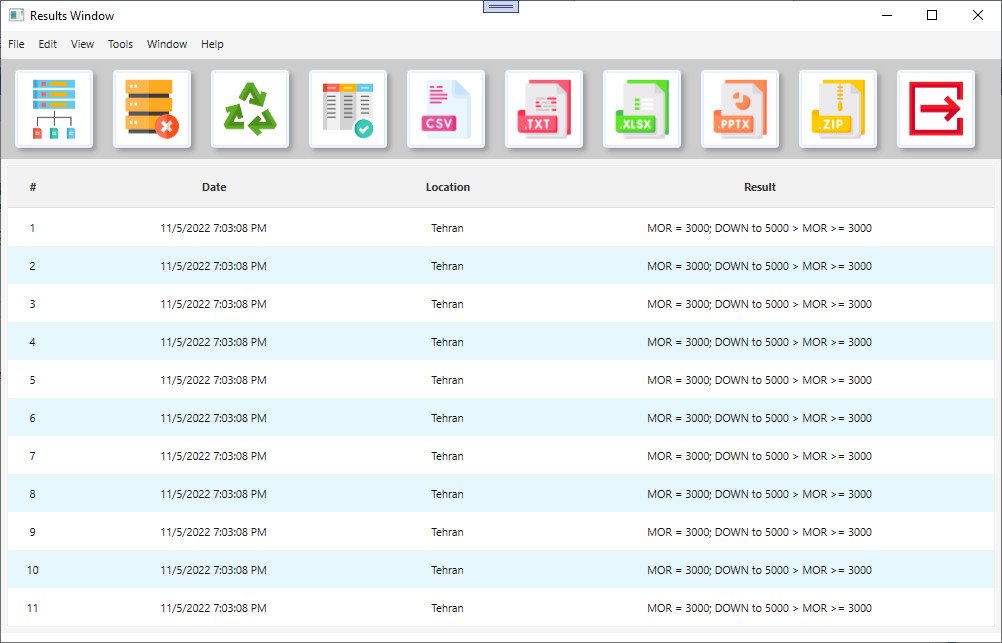 Results Window
File Edit View Tools Window Help
CSV .TXT .XLSX .PPTX .ZIP
# Date Location Result
1 11/5/2022 7:03:08 PM Tehran MOR = 3000; DOWN to 5000 > MOR >= 3000
2 11/5/2022 7:03:08 PM Tehran MOR = 3000; DOWN to 5000 > MOR >= 3000
3 11/5/2022 7:03:08 PM Tehran MOR = 3000; DOWN to 5000 > MOR >= 3000
4 11/5/2022 7:03:08 PM Tehran MOR = 3000; DOWN to 5000 > MOR >= 3000
5 11/5/2022 7:03:08 PM Tehran MOR = 3000; DOWN to 5000 > MOR >= 3000
6 11/5/2022 7:03:08 PM Tehran MOR = 3000; DOWN to 5000 > MOR >= 3000
7 11/5/2022 7:03:08 PM Tehran MOR = 3000; DOWN to 5000 > MOR >= 3000
8 11/5/2022 7:03:08 PM Tehran MOR = 3000; DOWN to 5000 > MOR >= 3000
9 11/5/2022 7:03:08 PM Tehran MOR = 3000; DOWN to 5000 > MOR >= 3000
10 11/5/2022 7:03:08 PM Tehran MOR = 3000; DOWN to 5000 > MOR >= 3000
11 11/5/2022 7:03:08 PM Tehran MOR = 3000; DOWN to 5000 > MOR >= 3000